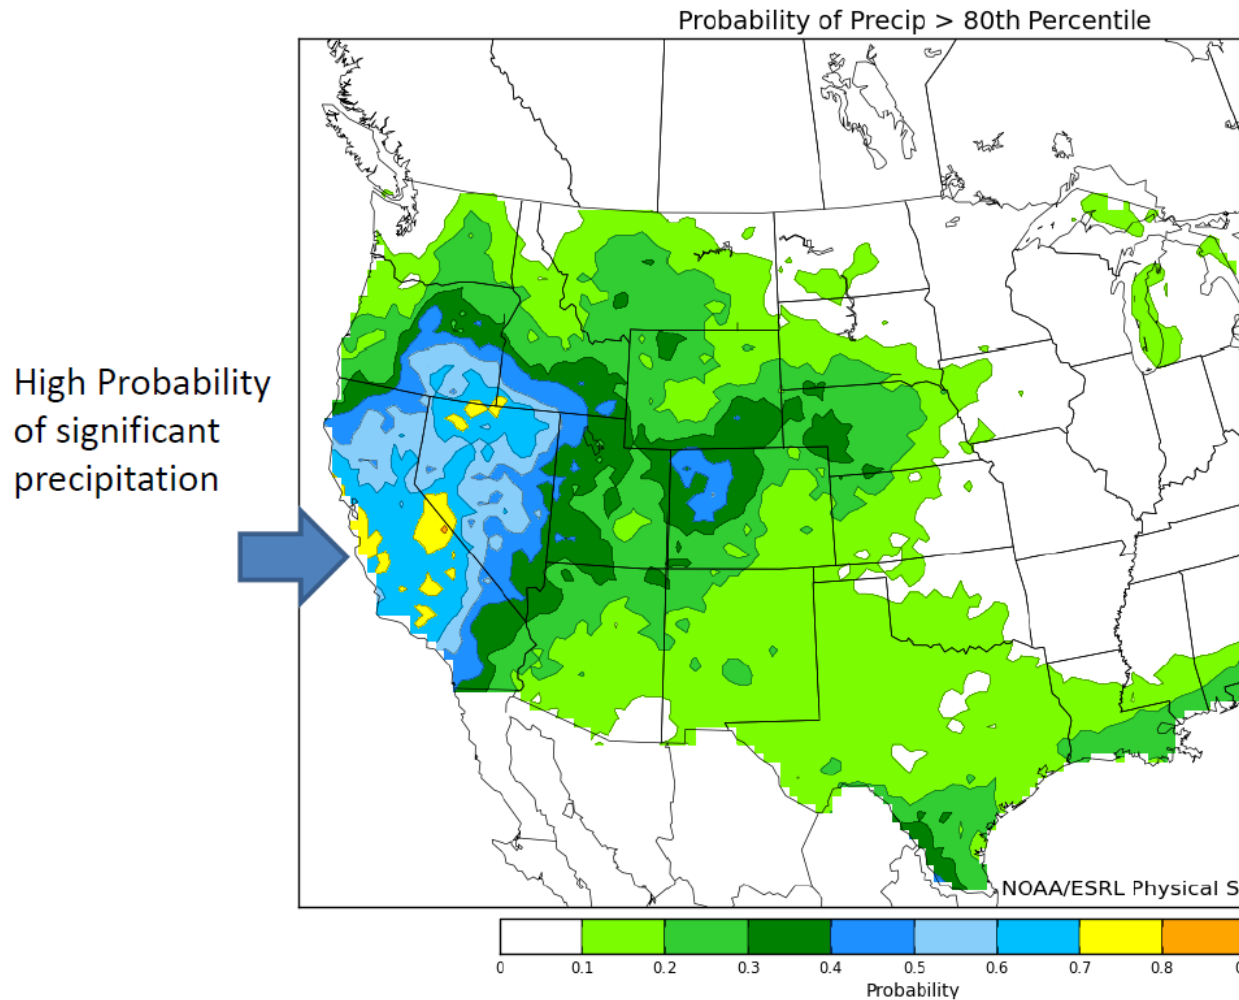 Probability of Precip > 80th Percentile
High Probability
of significant
precipitation
NOAA/ESRL Physical S
0 0.1 0.2 0.3 0.4 0.5 0.6 0.7 0.8 0
Probability